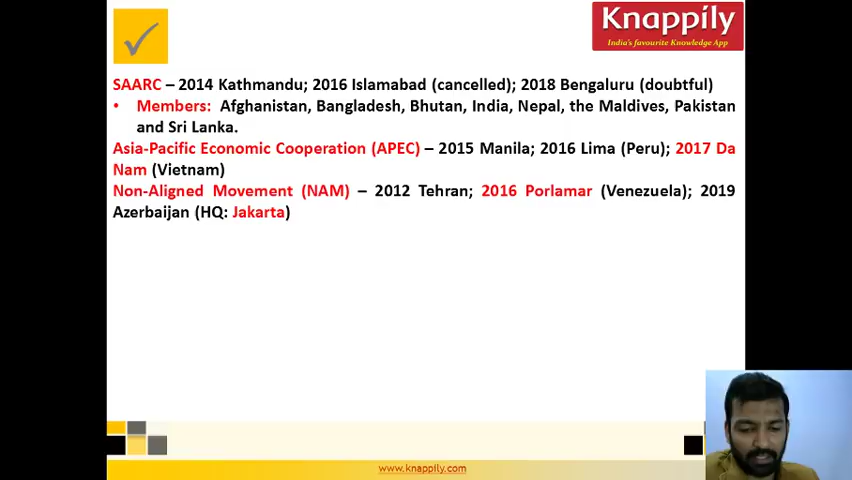 Knappily
India's favourite Knowledge App
SAARC – 2014 Kathmandu; 2016 Islamabad (cancelled); 2018 Bengaluru (doubtful)
• Members: Afghanistan, Bangladesh, Bhutan, India, Nepal, the Maldives, Pakistan
and Sri Lanka.
Asia-Pacific Economic Cooperation (APEC) – 2015 Manila; 2016 Lima (Peru); 2017 Da
Nam (Vietnam)
Non-Aligned Movement (NAM) – 2012 Tehran; 2016 Porlamar (Venezuela); 2019
Azerbaijan (HQ: Jakarta)
www.knappily.com